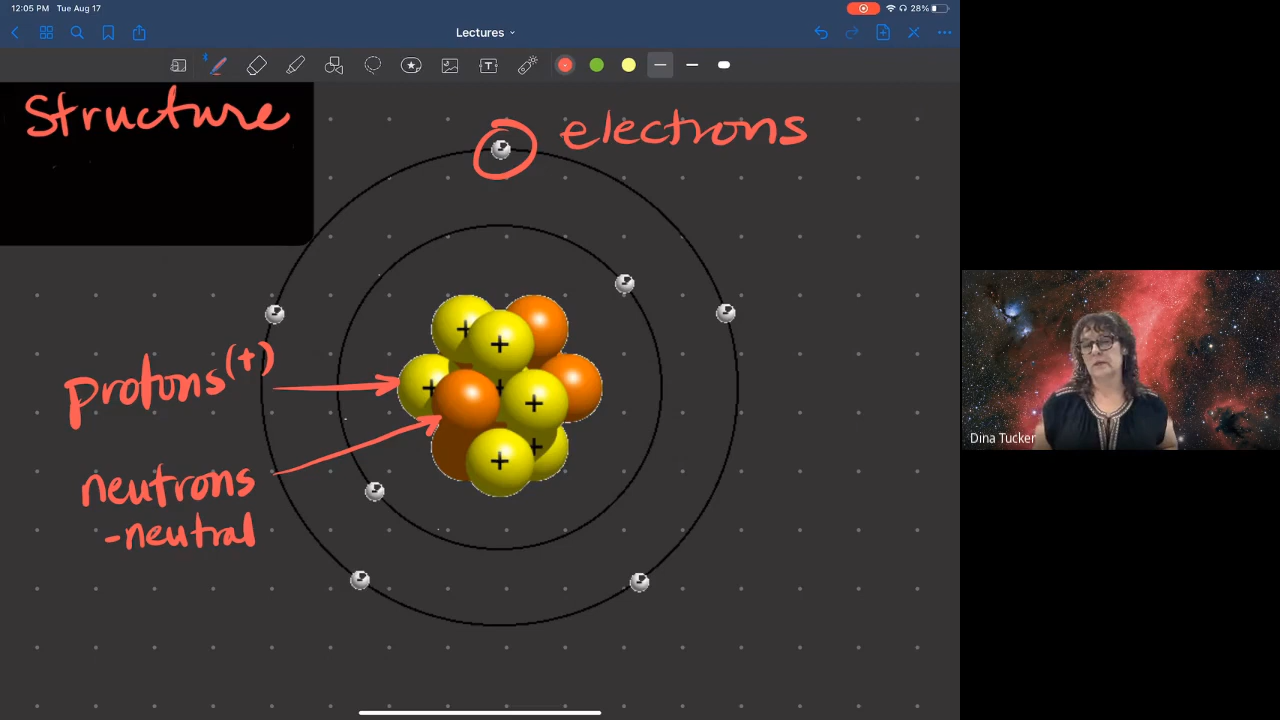 12:05 PM Tue Aug 17
28%
Lectures
T
Structure
electrons
protons (+)
neutrons
-neutral
+
+
+
+
+
+
+
Dina Tucker